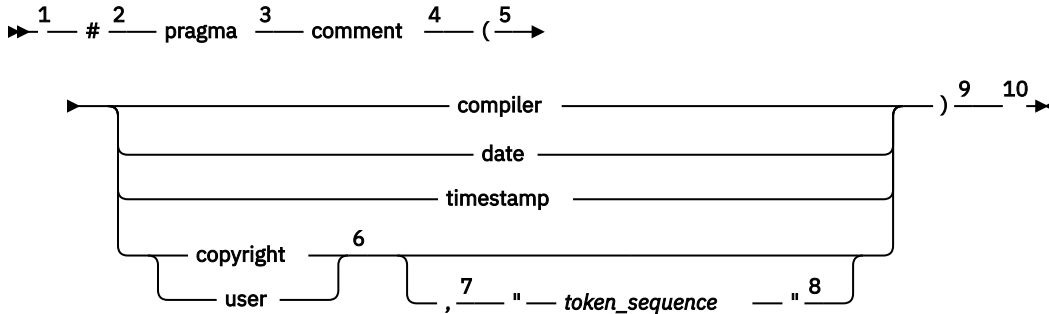 1 # 2 pragma 3 comment 4 ( 5
compiler ) 9 10
date
timestamp
copyright 6
user , 7 " token_sequence " 8